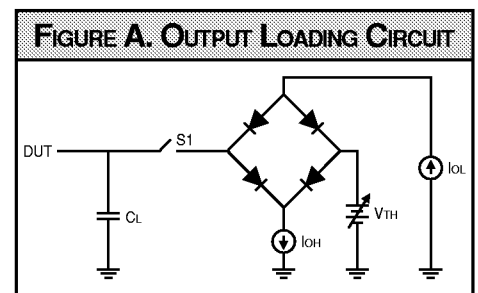 FIGURE A. OUTPUT LOADING CIRCUIT
DUT
S1
IOL
CL
VTH
IOH